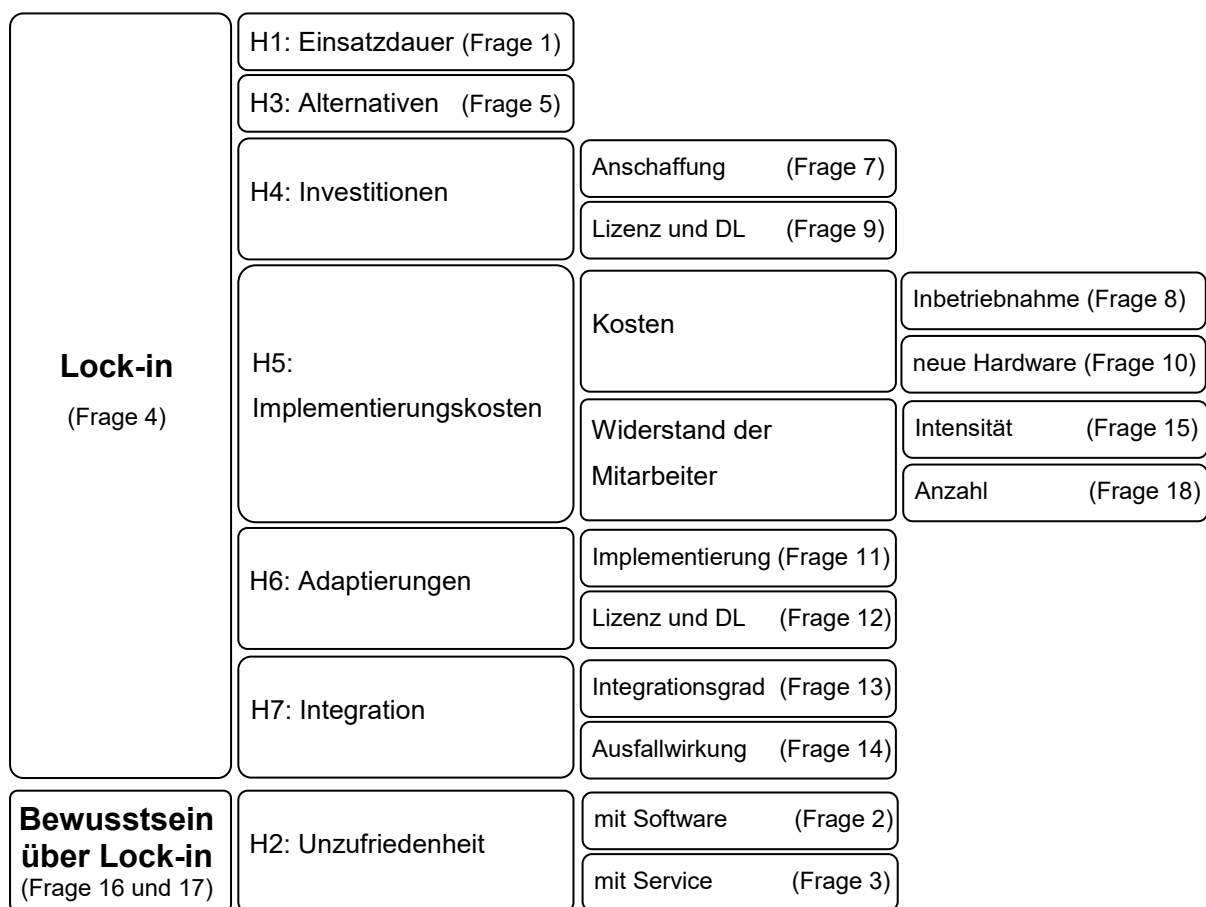 H1: Einsatzdauer (Frage 1)
H3: Alternativen (Frage 5)
H4: Investitionen
Anschaffung (Frage 7)
Lizenz und DL (Frage 9)
Lock-in
(Frage 4)
H5:
Implementierungskosten
Kosten
Inbetriebnahme (Frage 8)
neue Hardware (Frage 10)
Widerstand der
Mitarbeiter
Intensität (Frage 15)
Anzahl (Frage 18)
H6: Adaptierungen
Implementierung (Frage 11)
Lizenz und DL (Frage 12)
H7: Integration
Integrationsgrad (Frage 13)
Ausfallwirkung (Frage 14)
Bewusstsein
über Lock-in
(Frage 16 und 17)
H2: Unzufriedenheit
mit Software (Frage 2)
mit Service (Frage 3)